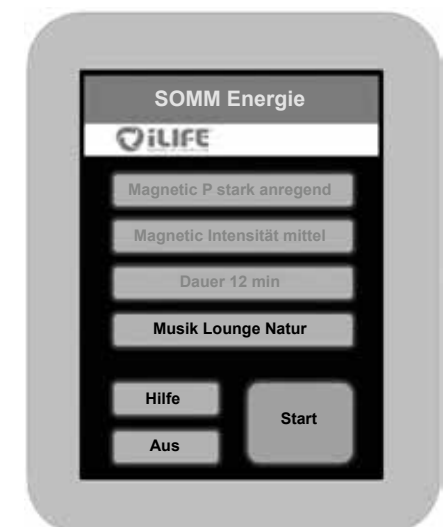 SOMM Energie
iLIFE
Magnetic P stark anregend
Magnetic Intensität mittel
Dauer 12 min
Musik Lounge Natur
Hilfe
Start
Aus